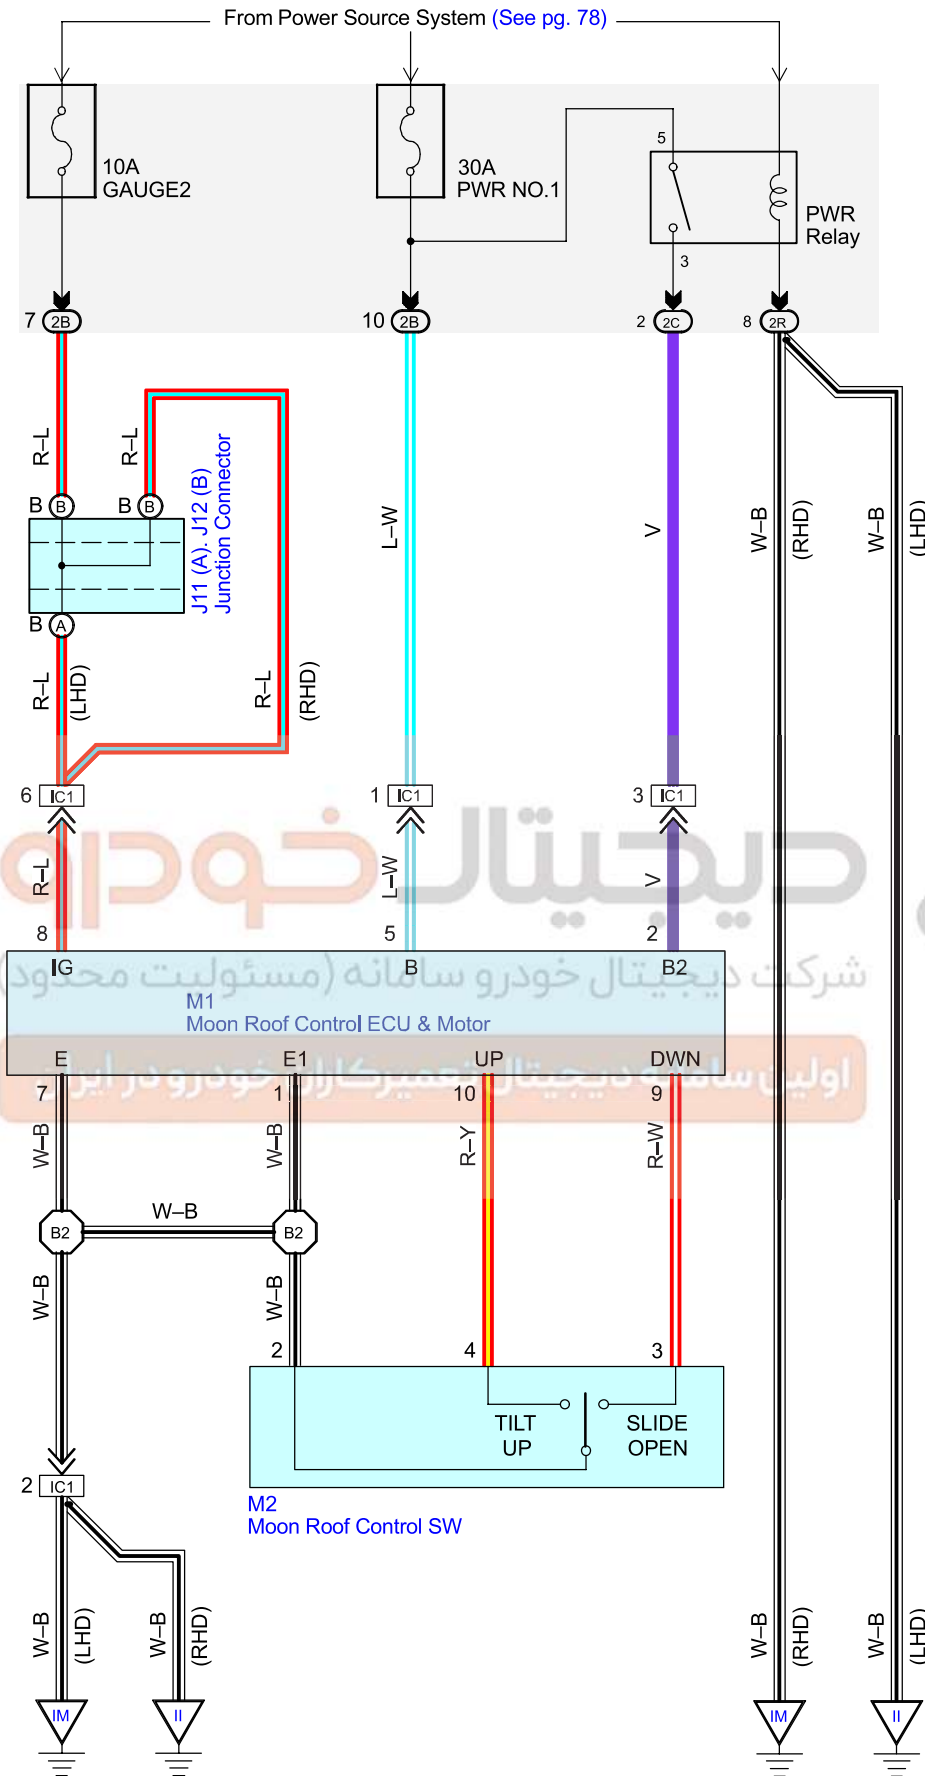 From Power Source System (See pg. 78)
10A
GAUGE2
30A
PWR NO.1
5
3
PWR
Relay
7 2B
10 2B
2 2C
8 2R
R–L
R–L
L–W
V
W–B
(RHD)
W–B
(LHD)
B B
B B
J11 (A). J12 (B)
Junction Connector
B A
R–L
(LHD)
R–L
(RHD)
6 IC1
1 IC1
3 IC1
دیجیتال خودرو
R–L
L–W
V
8
5
2
شرکت دیجیتال خودرو سامانه (مسئولیت محدود)
IG
B
B2
M1
Moon Roof Control ECU & Motor
E
E1
UP
DWN
اولین سامانه دیجیتال تعمیرکاران خودرو در ایران
7
1
10
9
W–B
W–B
R–Y
R–W
B2
W–B
B2
W–B
W–B
2
4
3
TILT
UP
SLIDE
OPEN
M2
Moon Roof Control SW
2 IC1
W–B
(LHD)
W–B
(RHD)
W–B
(RHD)
W–B
(LHD)
IM
II
IM
II